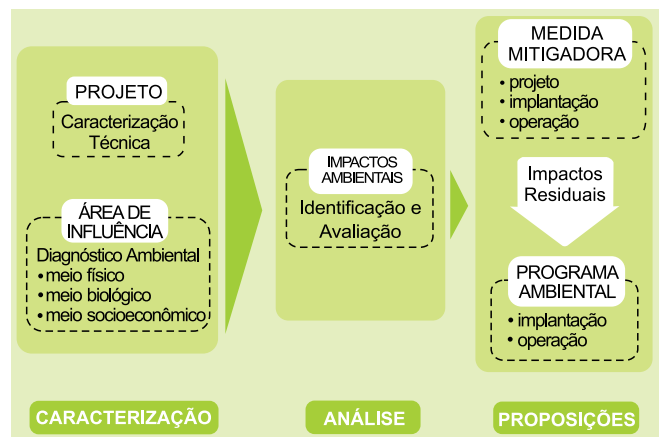 PROJETO
Caracterização
Técnica
ÁREA DE
INFLUÊNCIA
Diagnóstico Ambiental
• meio físico
• meio biológico
• meio socioeconômico
CARACTERIZAÇÃO
IMPACTOS
AMBIENTAIS
Identificação e
Avaliação
ANÁLISE
MEDIDA
MITIGADORA
• projeto
• implantação
• operação
Impactos
Residuais
PROGRAMA
AMBIENTAL
• implantação
• operação
PROPOSIÇÕES